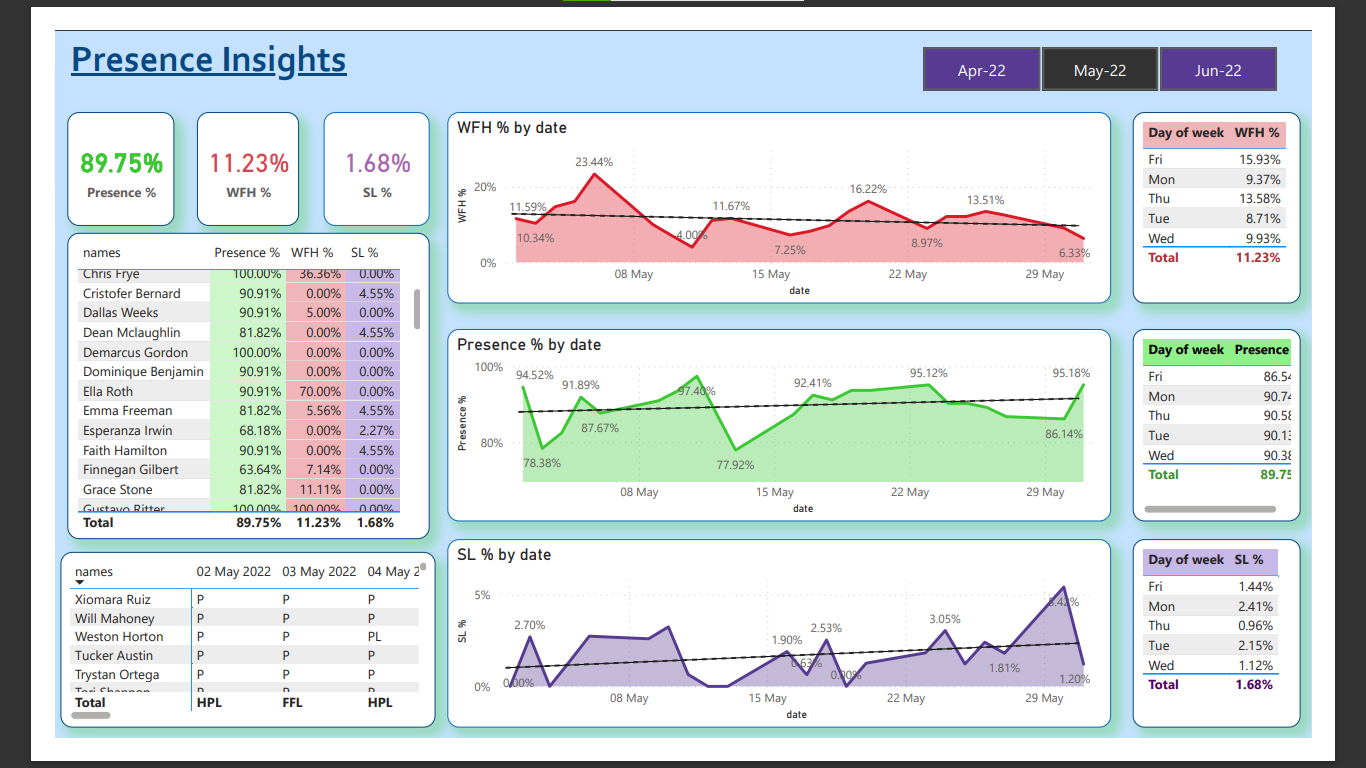 Presence Insights
Apr-22 May-22 Jun-22
89.75%
Presence %
11.23%
WFH %
1.68%
SL %
names Presence % WFH % SL %
Chris Frye 100.00% 36.36% 0.00%
Cristofer Bernard 90.91% 0.00% 4.55%
Dallas Weeks 90.91% 5.00% 0.00%
Dean Mclaughlin 81.82% 0.00% 4.55%
Demarcus Gordon 100.00% 0.00% 0.00%
Dominique Benjamin 90.91% 0.00% 0.00%
Ella Roth 90.91% 70.00% 0.00%
Emma Freeman 81.82% 5.56% 4.55%
Esperanza Irwin 68.18% 0.00% 2.27%
Faith Hamilton 90.91% 0.00% 4.55%
Finnegan Gilbert 63.64% 7.14% 0.00%
Grace Stone 81.82% 11.11% 0.00%
Gustavo Ritter 100.00% 100.00% 0.00%
Total 89.75% 11.23% 1.68%
names 02 May 2022 03 May 2022 04 May 2
Xiomara Ruiz P P P
Will Mahoney P P P
Weston Horton P P PL
Tucker Austin P P P
Trystan Ortega P P P
Tori Shannon P P P
Total HPL FFL HPL
WFH % by date
WFH %
20%
0%
11.59%
10.34%
23.44%
4.00%
11.67%
7.25%
16.22%
8.97%
13.51%
6.33%
08 May 15 May 22 May 29 May
date
Presence % by date
Presence %
100%
80%
94.52%
78.38%
91.89%
87.67%
97.40%
77.92%
92.41%
95.12%
86.14%
95.18%
08 May 15 May 22 May 29 May
date
SL % by date
SL %
5%
0%
0.00%
2.70%
1.90%
0.63%
2.53%
0.00%
3.05%
1.81%
5.42%
1.20%
08 May 15 May 22 May 29 May
date
Day of week WFH %
Fri 15.93%
Mon 9.37%
Thu 13.58%
Tue 8.71%
Wed 9.93%
Total 11.23%
Day of week Presence
Fri 86.54
Mon 90.74
Thu 90.58
Tue 90.13
Wed 90.38
Total 89.75
Day of week SL %
Fri 1.44%
Mon 2.41%
Thu 0.96%
Tue 2.15%
Wed 1.12%
Total 1.68%